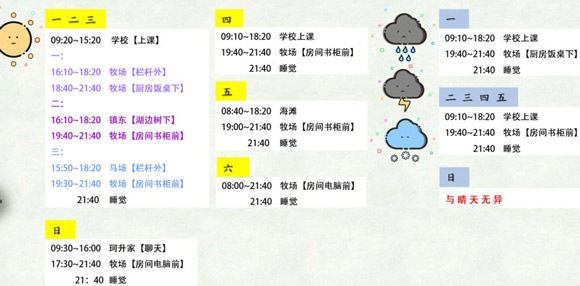 一 二 三
09:20~15:20 学校【上课】
一：
16:10~18:20 牧场【栏杆外】
18:40~21:40 牧场【厨房饭桌下】
二：
16:10~18:20 镇东【湖边树下】
19:40~21:40 牧场【房间书柜前】
三：
15:50~18:20 马场【栏杆外】
19:30~21:40 牧场【房间书柜前】
21:40 睡觉
日
09:30~16:00 珂升家【聊天】
17:30~21:40 牧场【房间电脑前】
21：40 睡觉
四
09:10~18:20 学校上课
19:40~21:40 牧场【房间书柜前】
21:40 睡觉
五
08:40~18:20 海滩
19:00~21:40 牧场【房间书柜前】
21:40 睡觉
六
08:00~21:40 牧场【房间电脑前】
21:40 睡觉
一
09:10~18:20 学校上课
19:40~21:40 牧场【厨房饭桌下】
21:40 睡觉
二 三 四 五
09:10~18:20 学校上课
19:40~21:40 牧场【房间书柜前】
21:40 睡觉
日
与晴天无异